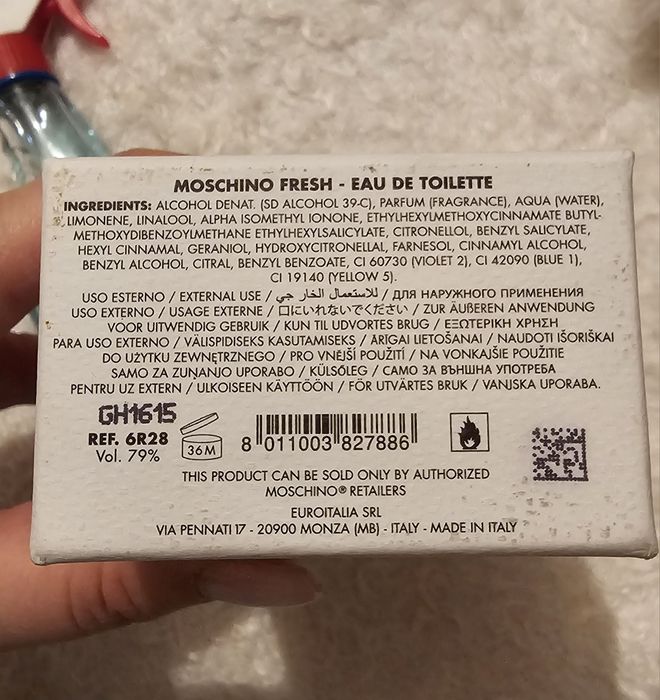 MOSCHINO FRESH - EAU DE TOILETTE
INGREDIENTS: ALCOHOL DENAT. (SD ALCOHOL 39-C), PARFUM (FRAGRANCE), AQUA (WATER),
LIMONENE, LINALOOL, ALPHA ISOMETHYL IONONE, ETHYLHEXYLMETHOXYCINNAMATE BUTYL-
METHOXYDIBENZOYLMETHANE ETHYLHEXYLSALICYLATE, CITRONELLOL, BENZYL SALICYLATE,
HEXYL CINNAMAL, GERANIOL, HYDROXYCITRONELLAL, FARNESOL, CINNAMYL ALCOHOL,
BENZYL ALCOHOL, CITRAL, BENZYL BENZOATE, CI 60730 (VIOLET 2), CI 42090 (BLUE 1),
CI 19140 (YELLOW 5).
USO ESTERNO / EXTERNAL USE / للاستعمال الخار جي / ДЛЯ НАРУЖНОГО ПРИМЕНЕНИЯ
USO EXTERNO / USAGE EXTERNE / 口にいれないでください / ZUR ÄUßEREN ANWENDUNG
VOOR UITWENDIG GEBRUIK / KUN TIL UDVORTES BRUG / ΕΞΩΤΕΡΙΚΗ ΧΡΗΣΗ
PARA USO EXTERNO / VÄLISPIDISEKS KASUTAMISEKS / ĀRĪGAI LIETOŠANAI / NAUDOTI IŠORIŠKAI
DO UŻYTKU ZEWNĘTRZNEGO / PRO VNĚJŠÍ POUŽITÍ / NA VONKAJŠIE POUŽITIE
SAMO ZA ZUNANJO UPORABO / KÜLSŐLEG / САМО ЗА ВЪНШНА УПОТРЕБА
PENTRU UZ EXTERN / ULKOISEEN KÄYTTÖÖN / FÖR UTVÄRTES BRUK / VANJSKA UPORABA.
GH1615
REF. 6R28
Vol. 79%
36M
8 011003 827886
THIS PRODUCT CAN BE SOLD ONLY BY AUTHORIZED
MOSCHINO® RETAILERS
EUROITALIA SRL
VIA PENNATI 17 - 20900 MONZA (MB) - ITALY - MADE IN ITALY